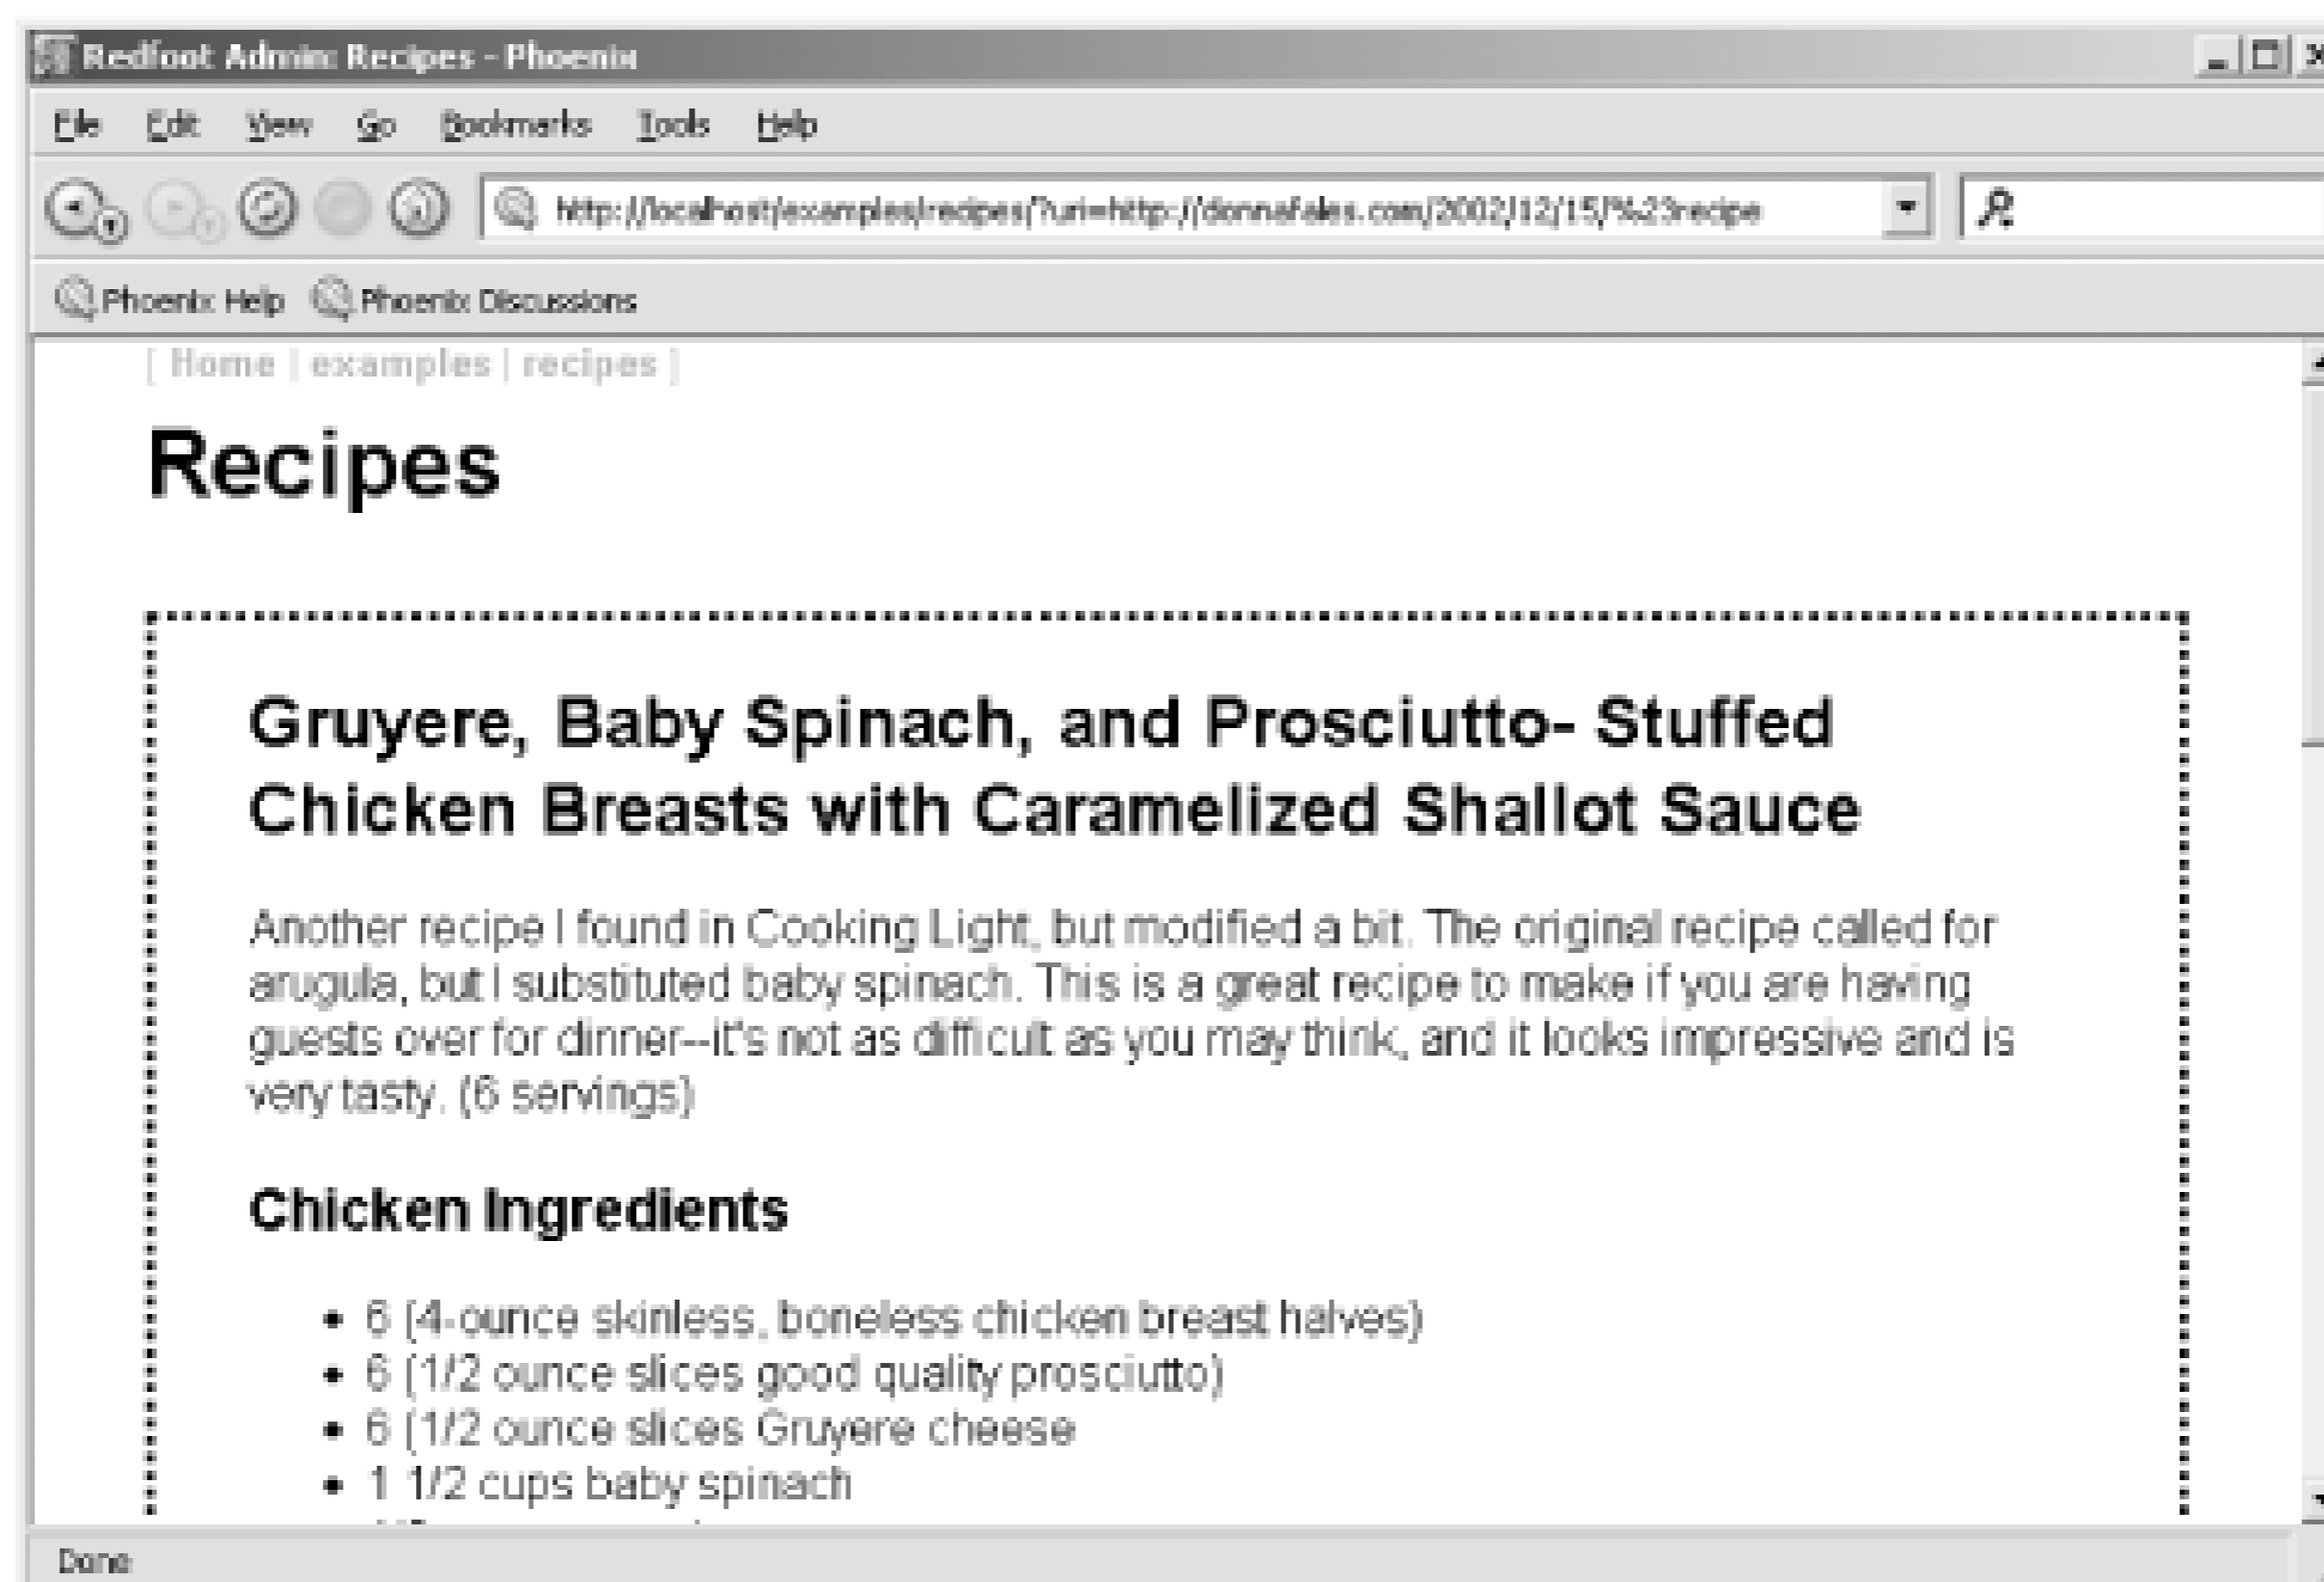 Redfoot Admin: Recipes - Phoenix
File Edit View Go Bookmarks Tools Help
http://localhost/examples/recipes/?uri=http://donnafales.com/2002/12/15/%23recipe
Phoenix Help Phoenix Discussions
[ Home | examples | recipes ]
Recipes
Gruyere, Baby Spinach, and Prosciutto- Stuffed
Chicken Breasts with Caramelized Shallot Sauce
Another recipe I found in Cooking Light, but modified a bit. The original recipe called for
arugula, but I substituted baby spinach. This is a great recipe to make if you are having
guests over for dinner--it's not as difficult as you may think, and it looks impressive and is
very tasty. (6 servings)
Chicken Ingredients
• 6 (4-ounce skinless, boneless chicken breast halves)
• 6 (1/2 ounce slices good quality prosciutto)
• 6 (1/2 ounce slices Gruyere cheese
• 1 1/2 cups baby spinach
Done